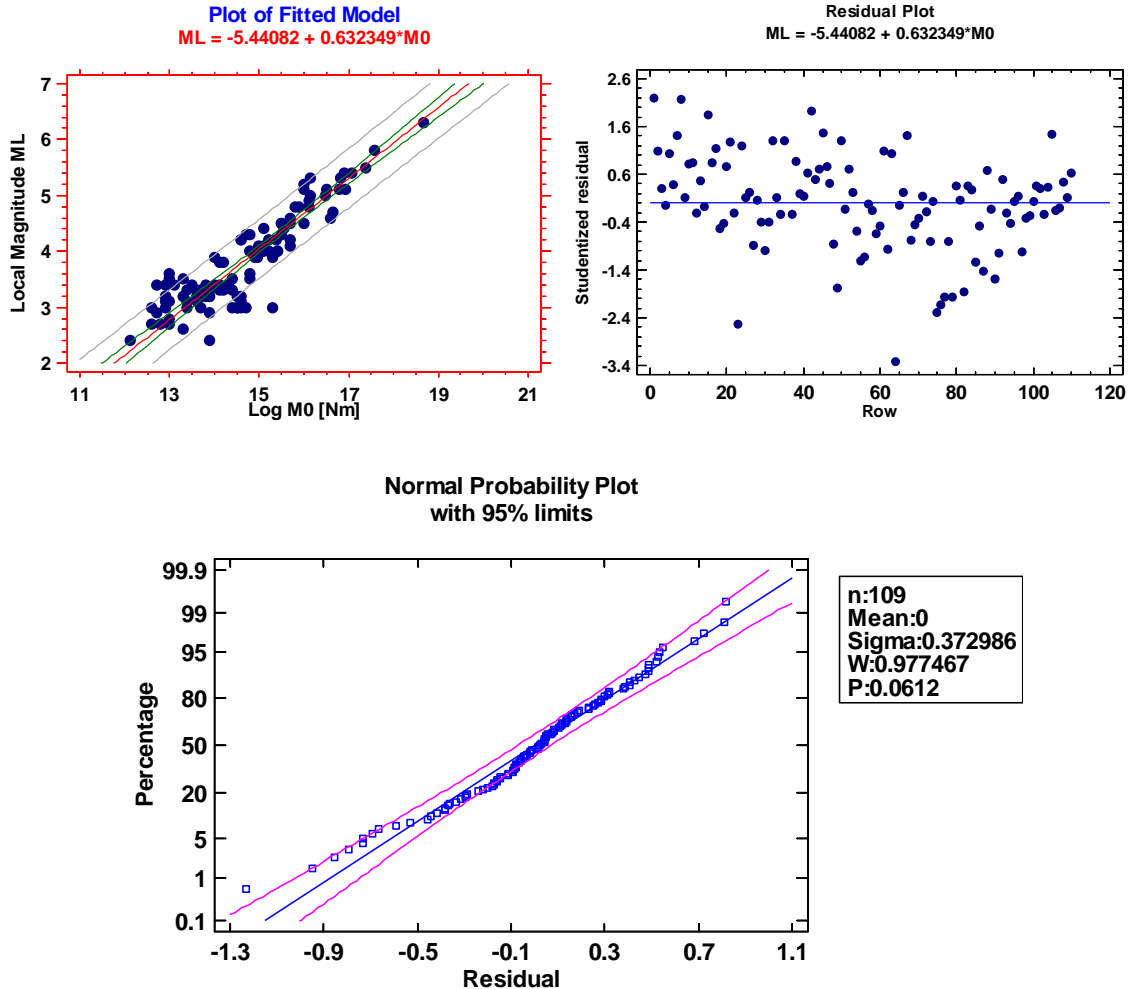 Plot of Fitted Model
ML = -5.44082 + 0.632349*M0
Local Magnitude ML
7
6
5
4
3
2
11 13 15 17 19 21
Log M0 [Nm]
Residual Plot
ML = -5.44082 + 0.632349*M0
Studentized residual
2.6
1.6
0.6
-0.4
-1.4
-2.4
-3.4
0 20 40 60 80 100 120
Row
Normal Probability Plot
with 95% limits
Percentage
99.9
99
95
80
50
20
5
1
0.1
-1.3 -0.9 -0.5 -0.1 0.3 0.7 1.1
Residual
n:109
Mean:0
Sigma:0.372986
W:0.977467
P:0.0612